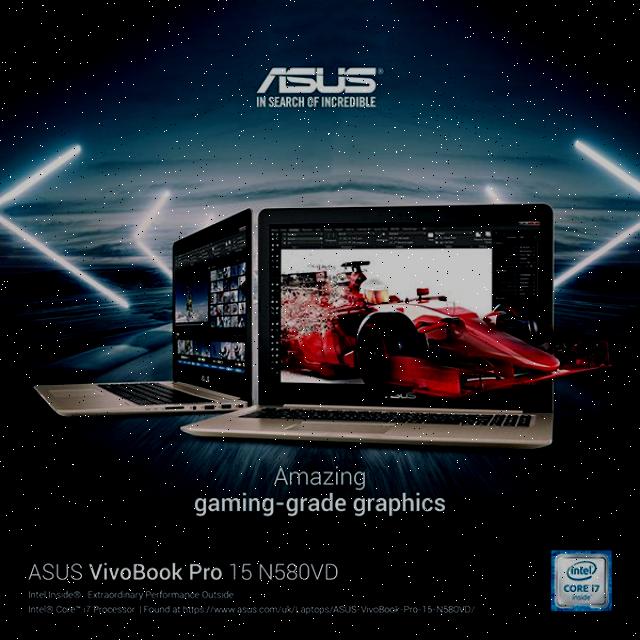 ASUS
IN SEARCH OF INCREDIBLE
ASUS
Amazing
gaming-grade graphics
ASUS VivoBook Pro 15 N580VD
Intel Inside®. Extraordinary Performance Outside
Intel® Core™ i7 Processor | Found at https://www.asus.com/uk/Laptops/ASUS-VivoBook-Pro-15-N580VD/
intel
CORE i7
inside